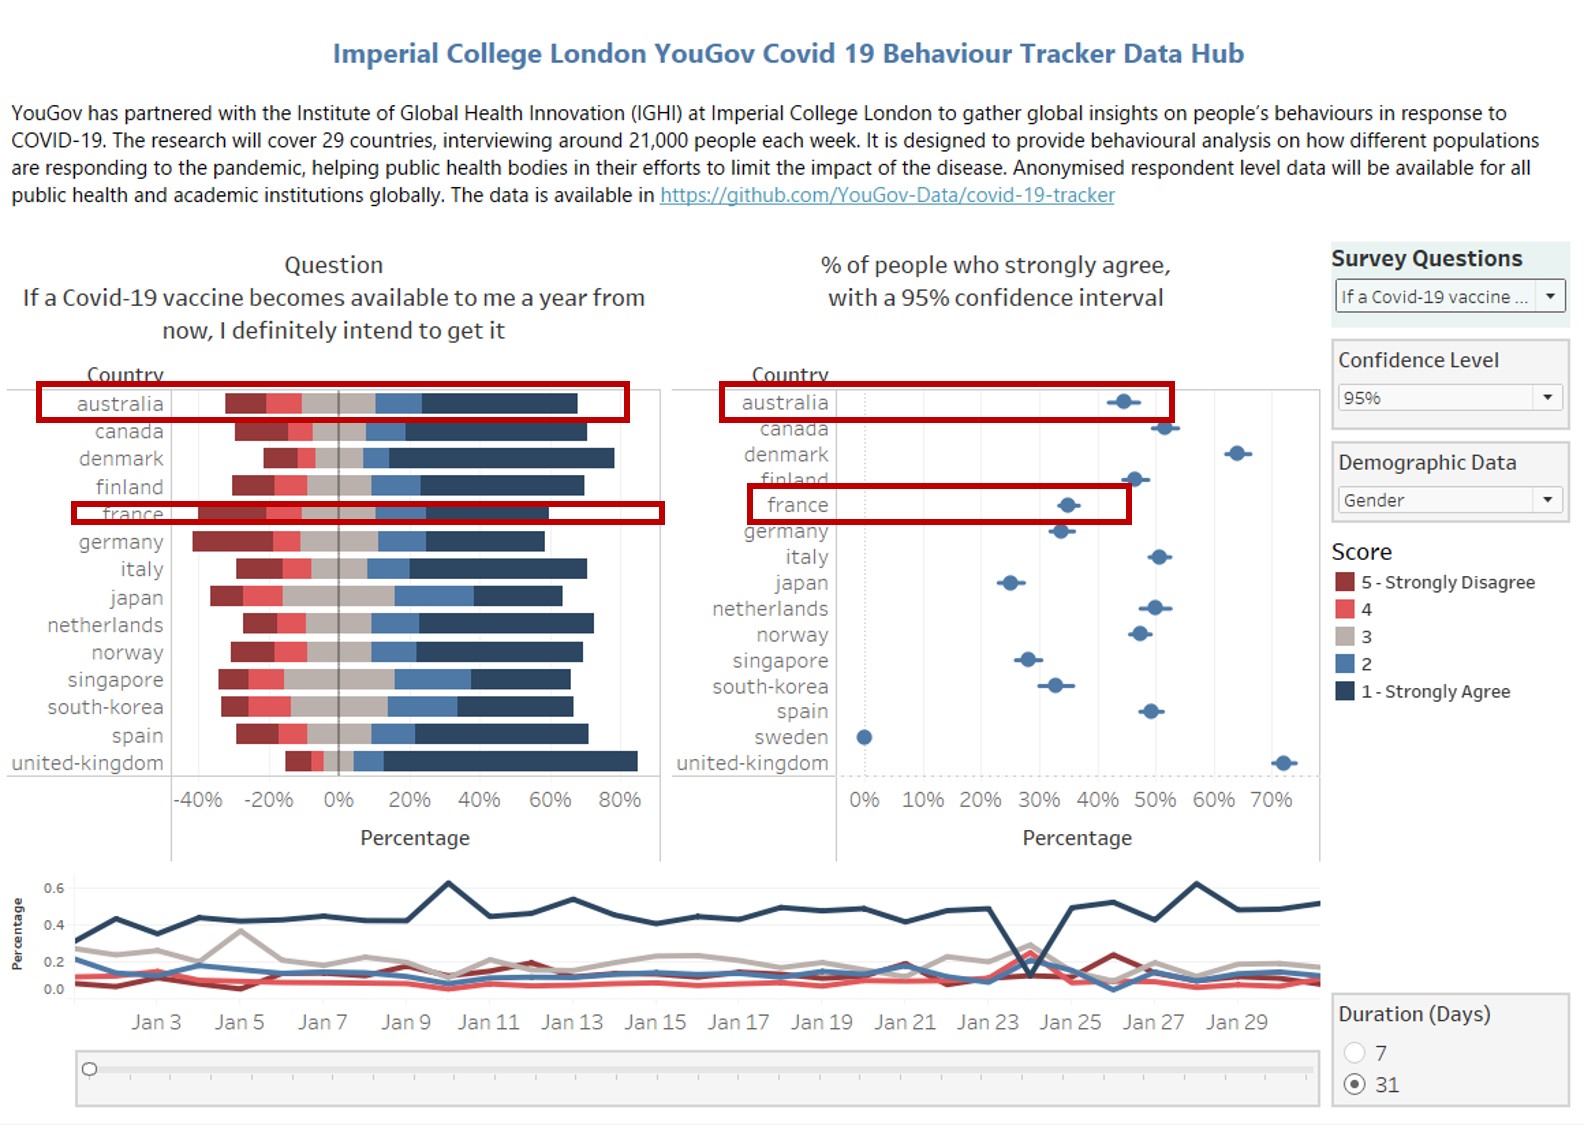 Imperial College London YouGov Covid 19 Behaviour Tracker Data Hub
YouGov has partnered with the Institute of Global Health Innovation (IGHI) at Imperial College London to gather global insights on people's behaviours in response to
COVID-19. The research will cover 29 countries, interviewing around 21,000 people each week. It is designed to provide behavioural analysis on how different populations
are responding to the pandemic, helping public health bodies in their efforts to limit the impact of the disease. Anonymised respondent level data will be available for all
public health and academic institutions globally. The data is available in https://github.com/YouGov-Data/covid-19-tracker
Question
If a Covid-19 vaccine becomes available to me a year from
now, I definitely intend to get it
Country
australia
canada
denmark
finland
france
germany
italy
japan
netherlands
norway
singapore
south-korea
spain
united-kingdom
-40% -20% 0% 20% 40% 60% 80%
Percentage
% of people who strongly agree,
with a 95% confidence interval
Country
australia
canada
denmark
finland
france
germany
italy
japan
netherlands
norway
singapore
south-korea
spain
sweden
united-kingdom
0% 10% 20% 30% 40% 50% 60% 70%
Percentage
Survey Questions
If a Covid-19 vaccine ...
Confidence Level
95%
Demographic Data
Gender
Score
5 - Strongly Disagree
4
3
2
1 - Strongly Agree
Percentage
0.6
0.4
0.2
0.0
Jan 3 Jan 5 Jan 7 Jan 9 Jan 11 Jan 13 Jan 15 Jan 17 Jan 19 Jan 21 Jan 23 Jan 25 Jan 27 Jan 29
Duration (Days)
7
31